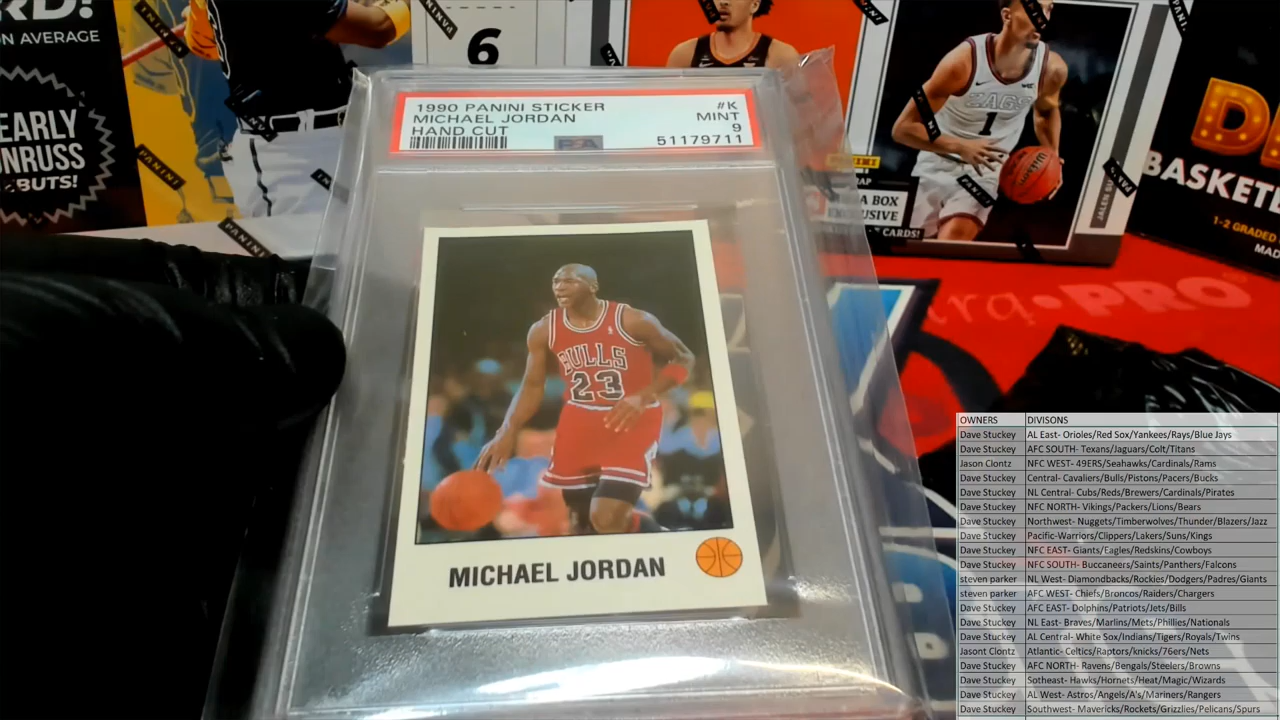 N AVERAGE
EARLY
NRUSS
BUTS!
6
PANINI
PANINI
PANINI
1
A BOX
CARDS!
BASKET
1-2 GRADED
1990 PANINI STICKER #K
MICHAEL JORDAN MINT
HAND CUT 9
PSA 51179711
BULLS
23
MICHAEL JORDAN
PRO
OWNERS DIVISONS
Dave Stuckey AL East- Orioles/Red Sox/Yankees/Rays/Blue Jays
Dave Stuckey AFC SOUTH- Texans/Jaguars/Colt/Titans
Jason Clontz NFC WEST- 49ERS/Seahawks/Cardinals/Rams
Dave Stuckey Central- Cavaliers/Bulls/Pistons/Pacers/Bucks
Dave Stuckey NL Central- Cubs/Reds/Brewers/Cardinals/Pirates
Dave Stuckey NFC NORTH- Vikings/Packers/Lions/Bears
Dave Stuckey Northwest- Nuggets/Timberwolves/Thunder/Blazers/Jazz
Dave Stuckey Pacific-Warriors/Clippers/Lakers/Suns/Kings
Dave Stuckey NFC EAST- Giants/Eagles/Redskins/Cowboys
Dave Stuckey NFC SOUTH- Buccaneers/Saints/Panthers/Falcons
steven parker NL West- Diamondbacks/Rockies/Dodgers/Padres/Giants
steven parker AFC WEST- Chiefs/Broncos/Raiders/Chargers
Dave Stuckey AFC EAST- Dolphins/Patriots/Jets/Bills
Dave Stuckey NL East- Braves/Marlins/Mets/Phillies/Nationals
Dave Stuckey AL Central- White Sox/Indians/Tigers/Royals/Twins
Jasont Clontz Atlantic- Celtics/Raptors/knicks/76ers/Nets
Dave Stuckey AFC NORTH- Ravens/Bengals/Steelers/Browns
Dave Stuckey Sotheast- Hawks/Hornets/Heat/Magic/Wizards
Dave Stuckey AL West- Astros/Angels/A's/Mariners/Rangers
Dave Stuckey Southwest- Mavericks/Rockets/Grizzlies/Pelicans/Spurs